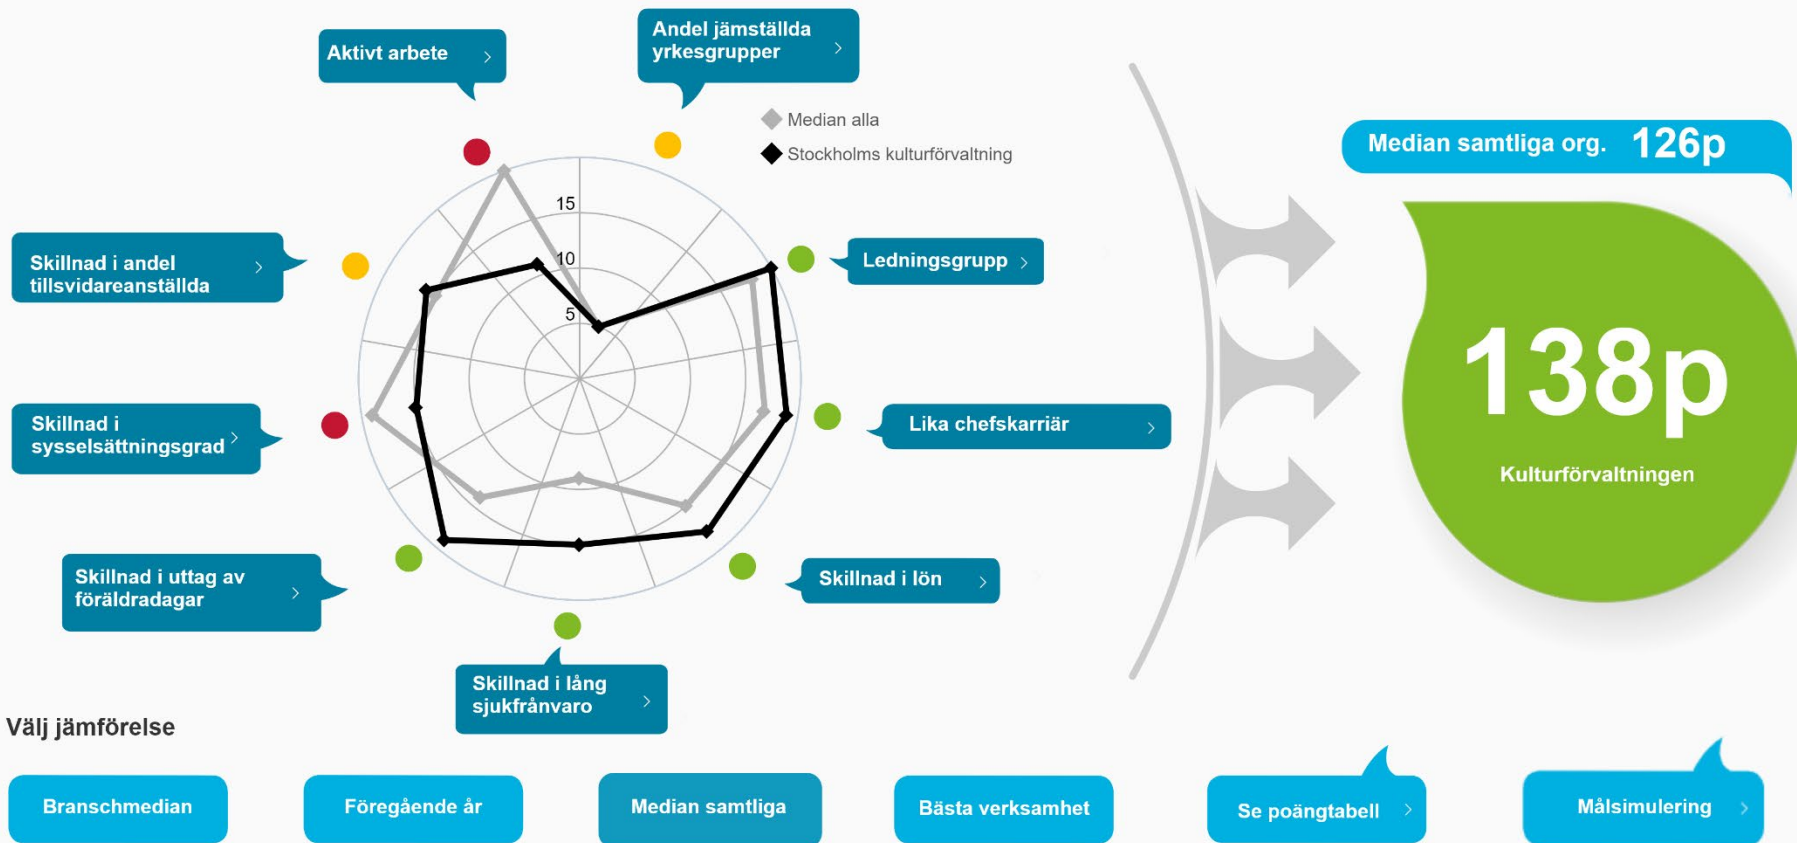 Aktivt arbete
Andel jämställda
yrkesgrupper
Median alla
Stockholms kulturförvaltning
Median samtliga org. 126p
15
10
5
Skillnad i andel
tillsvidareanställda
Ledningsgrupp
Skillnad i
sysselsättningsgrad
Lika chefskarriär
138p
Kulturförvaltningen
Skillnad i uttag av
föräldradagar
Skillnad i lön
Skillnad i lång
sjukfrånvaro
Välj jämförelse
Branschmedian
Föregående år
Median samtliga
Bästa verksamhet
Se poängtabell
Målsimulering